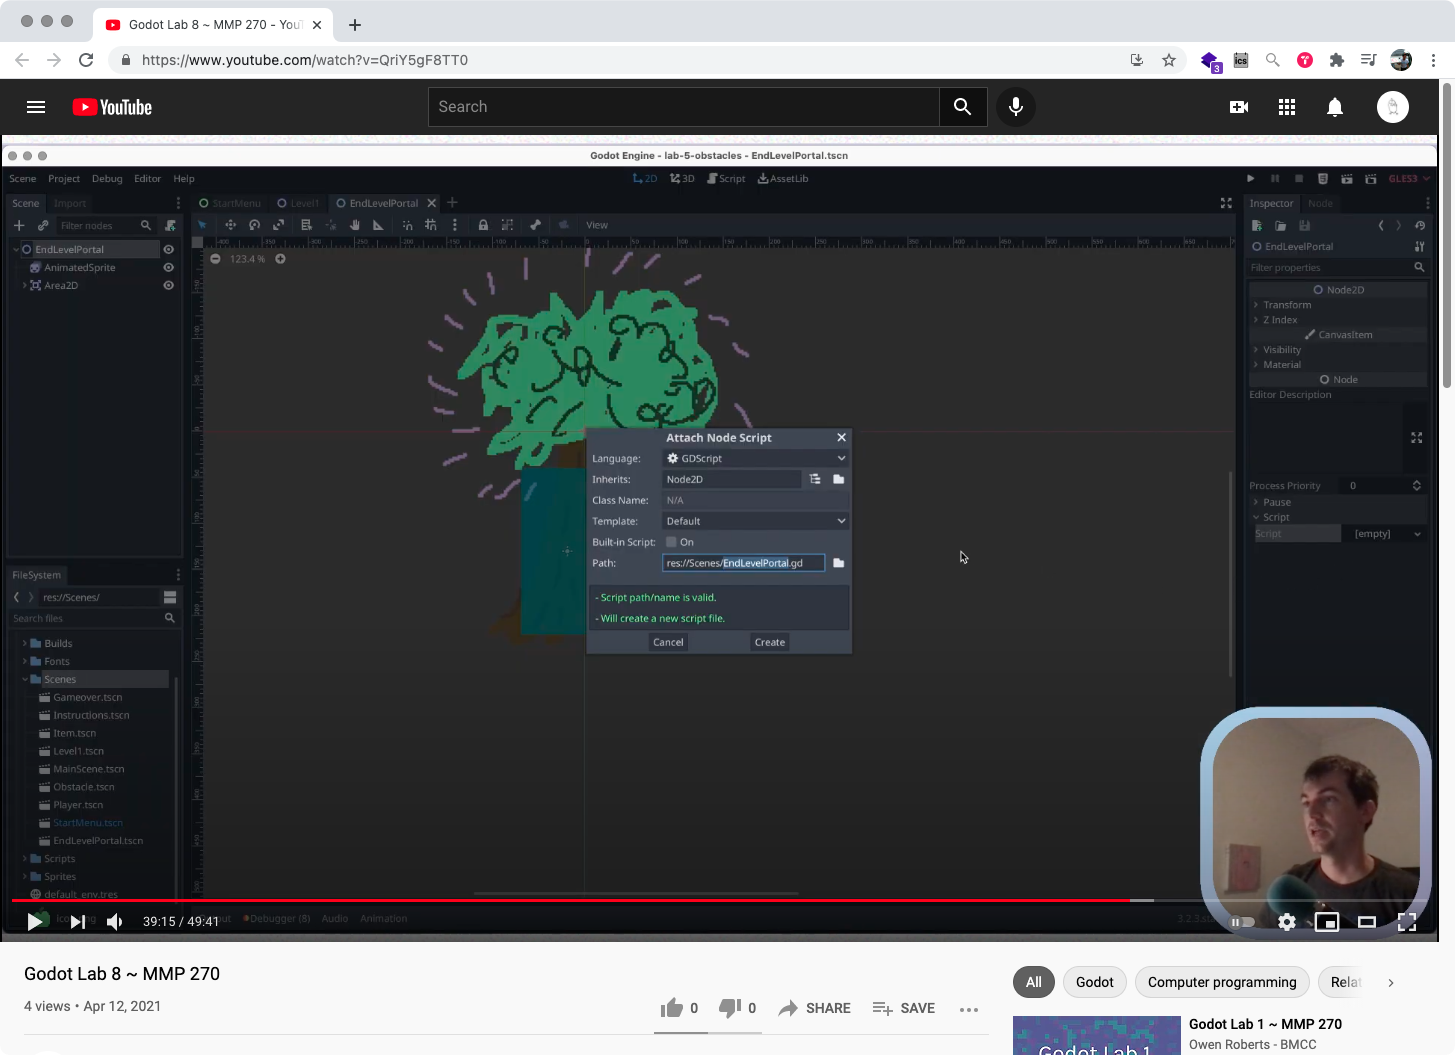 Godot Lab 8 ~ MMP 270 - You
https://www.youtube.com/watch?v=QriY5gF8TT0
3
ics
YouTube
Search
Godot Engine - lab-5-obstacles - EndLevelPortal.tscn
Scene Project Debug Editor Help
2D 3D Script AssetLib
GLES3
Scene Import
StartMenu Level1 EndLevelPortal
Inspector Node
Filter nodes
View
EndLevelPortal
AnimatedSprite
Area2D
123.4 %
EndLevelPortal
Filter properties
Node2D
Transform
Z Index
CanvasItem
Visibility
Material
Node
Editor Description
Process Priority 0
Pause
Script
Script [empty]
Attach Node Script
Language: GDScript
Inherits: Node2D
Class Name: N/A
Template: Default
Built-in Script: On
Path: res://Scenes/EndLevelPortal.gd
- Script path/name is valid.
- Will create a new script file.
Cancel Create
FileSystem
res://Scenes/
Search files
Builds
Fonts
Scenes
Gameover.tscn
Instructions.tscn
Item.tscn
Level1.tscn
MainScene.tscn
Obstacle.tscn
Player.tscn
StartMenu.tscn
EndLevelPortal.tscn
Scripts
Sprites
default_env.tres
Debugger (8) Audio Animation
39:15 / 49:41
Godot Lab 8 ~ MMP 270
4 views • Apr 12, 2021
0 0 SHARE SAVE
All Godot Computer programming Relat
Godot Lab 1
Godot Lab 1 ~ MMP 270
Owen Roberts - BMCC